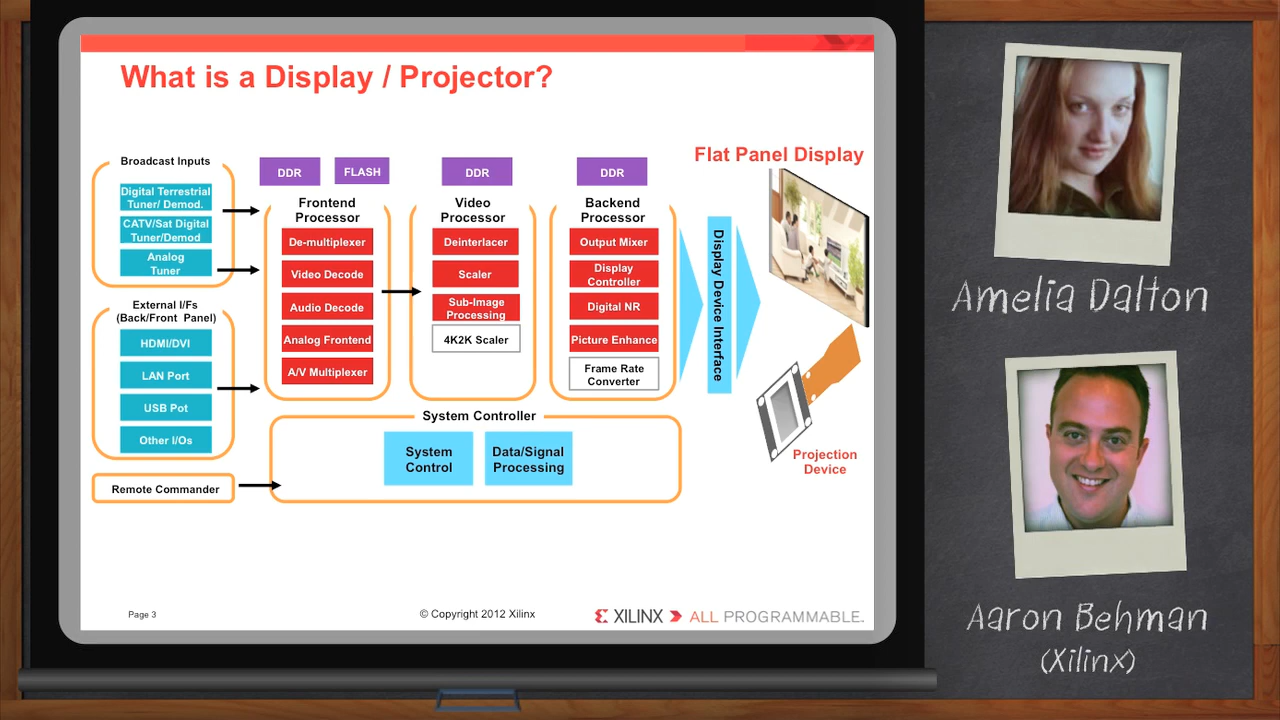 What is a Display / Projector?
Broadcast Inputs
Digital Terrestrial
Tuner/ Demod.
CATV/Sat Digital
Tuner/Demod
Analog
Tuner
External I/Fs
(Back/Front Panel)
HDMI/DVI
LAN Port
USB Pot
Other I/Os
Remote Commander
DDR
FLASH
Frontend
Processor
De-multiplexer
Video Decode
Audio Decode
Analog Frontend
A/V Multiplexer
DDR
Video
Processor
Deinterlacer
Scaler
Sub-Image
Processing
4K2K Scaler
DDR
Backend
Processor
Output Mixer
Display
Controller
Digital NR
Picture Enhance
Frame Rate
Converter
System Controller
System
Control
Data/Signal
Processing
Display Device Interface
Flat Panel Display
Projection
Device
Page 3
© Copyright 2012 Xilinx
XILINX ALL PROGRAMMABLE.
Amelia Dalton
Aaron Behman
(Xilinx)